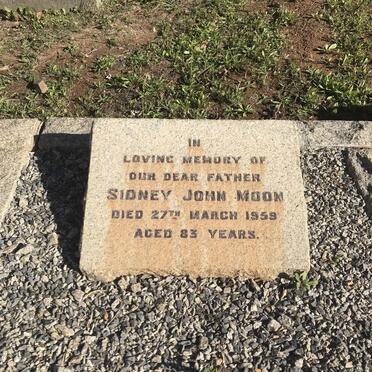 IN
LOVING MEMORY OF
OUR DEAR FATHER
SIDNEY JOHN MOON
DIED 27TH MARCH 1959
AGED 83 YEARS.